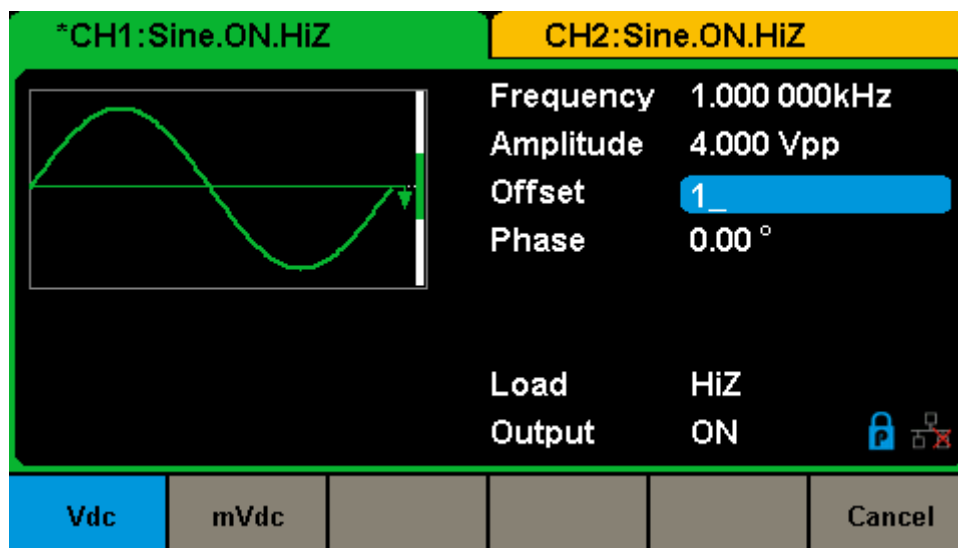 *CH1:Sine.ON.HiZ
CH2:Sine.ON.HiZ
Frequency 1.000 000kHz
Amplitude 4.000 Vpp
Offset 1_
Phase 0.00 °
Load HiZ
Output ON
P
Vdc mVdc Cancel